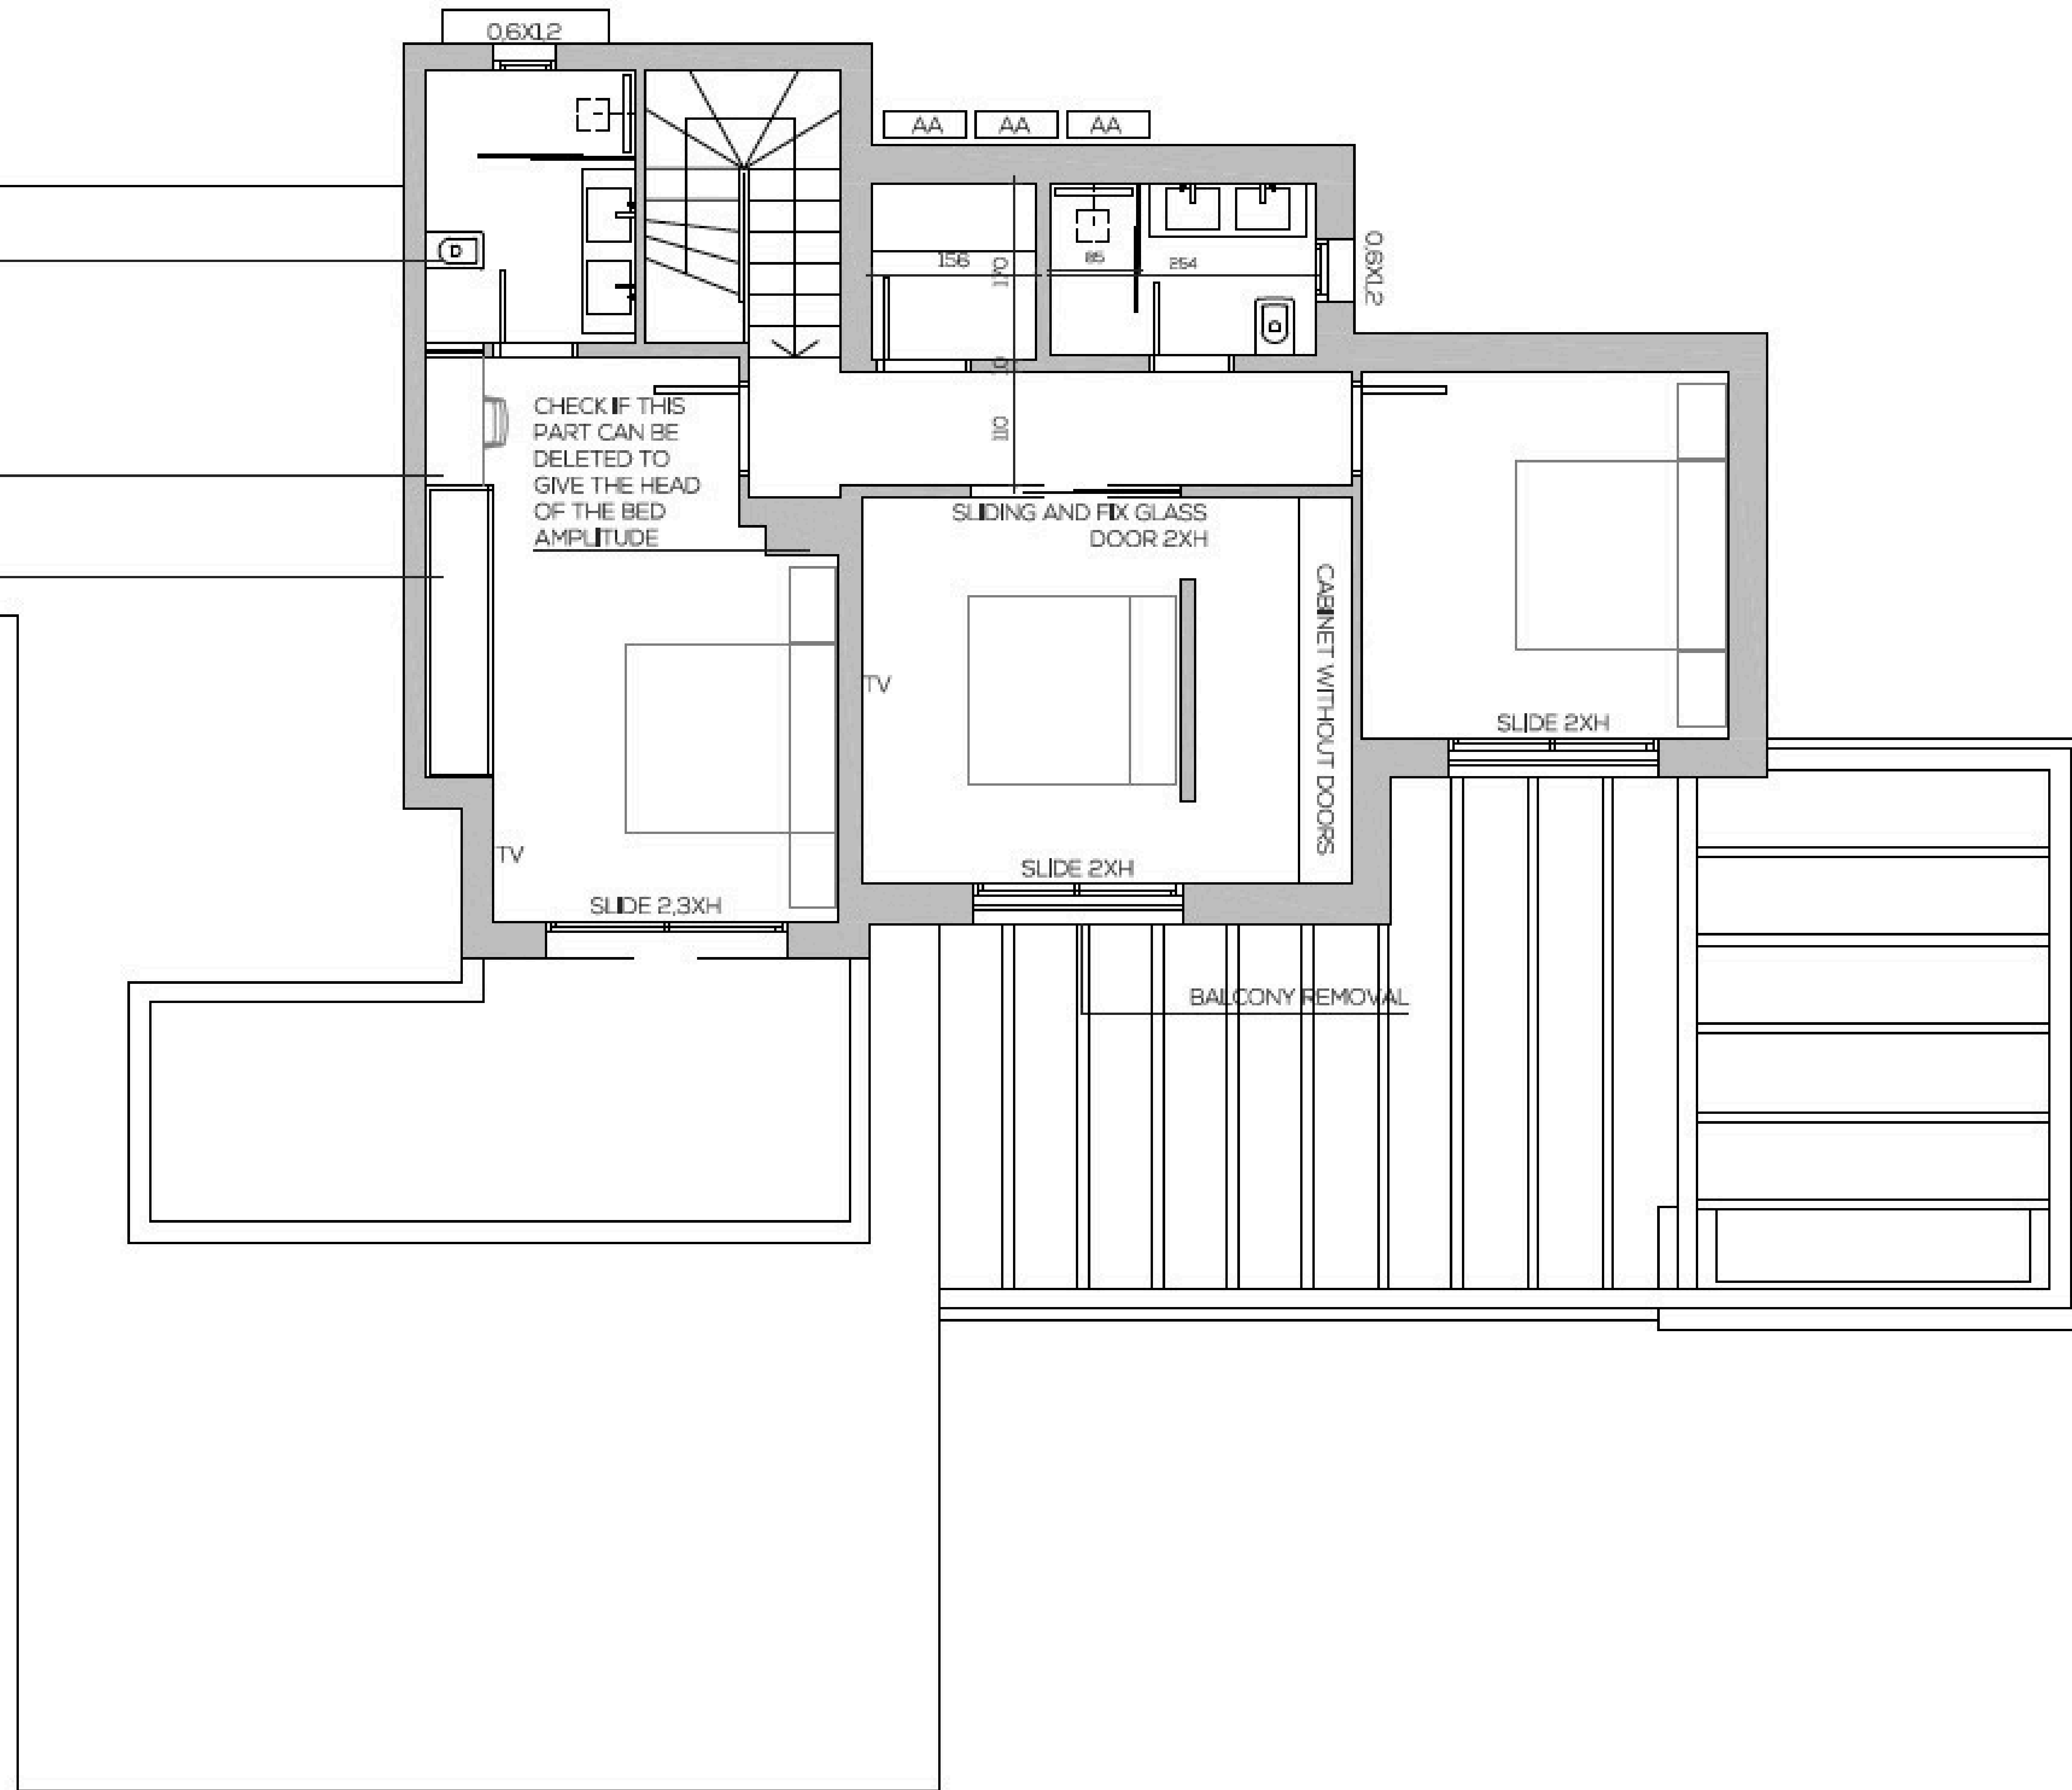 0,6X1,2
AA AA AA
156
170
85
254
0,6X1,2
10
110
CHECK IF THIS
PART CAN BE
DELETED TO
GIVE THE HEAD
OF THE BED
AMPLITUDE
SLIDING AND FIX GLASS
DOOR 2XH
CABINET WITHOUT DOORS
TV
SLIDE 2XH
TV
SLIDE 2XH
SLIDE 2,3XH
BALCONY REMOVAL